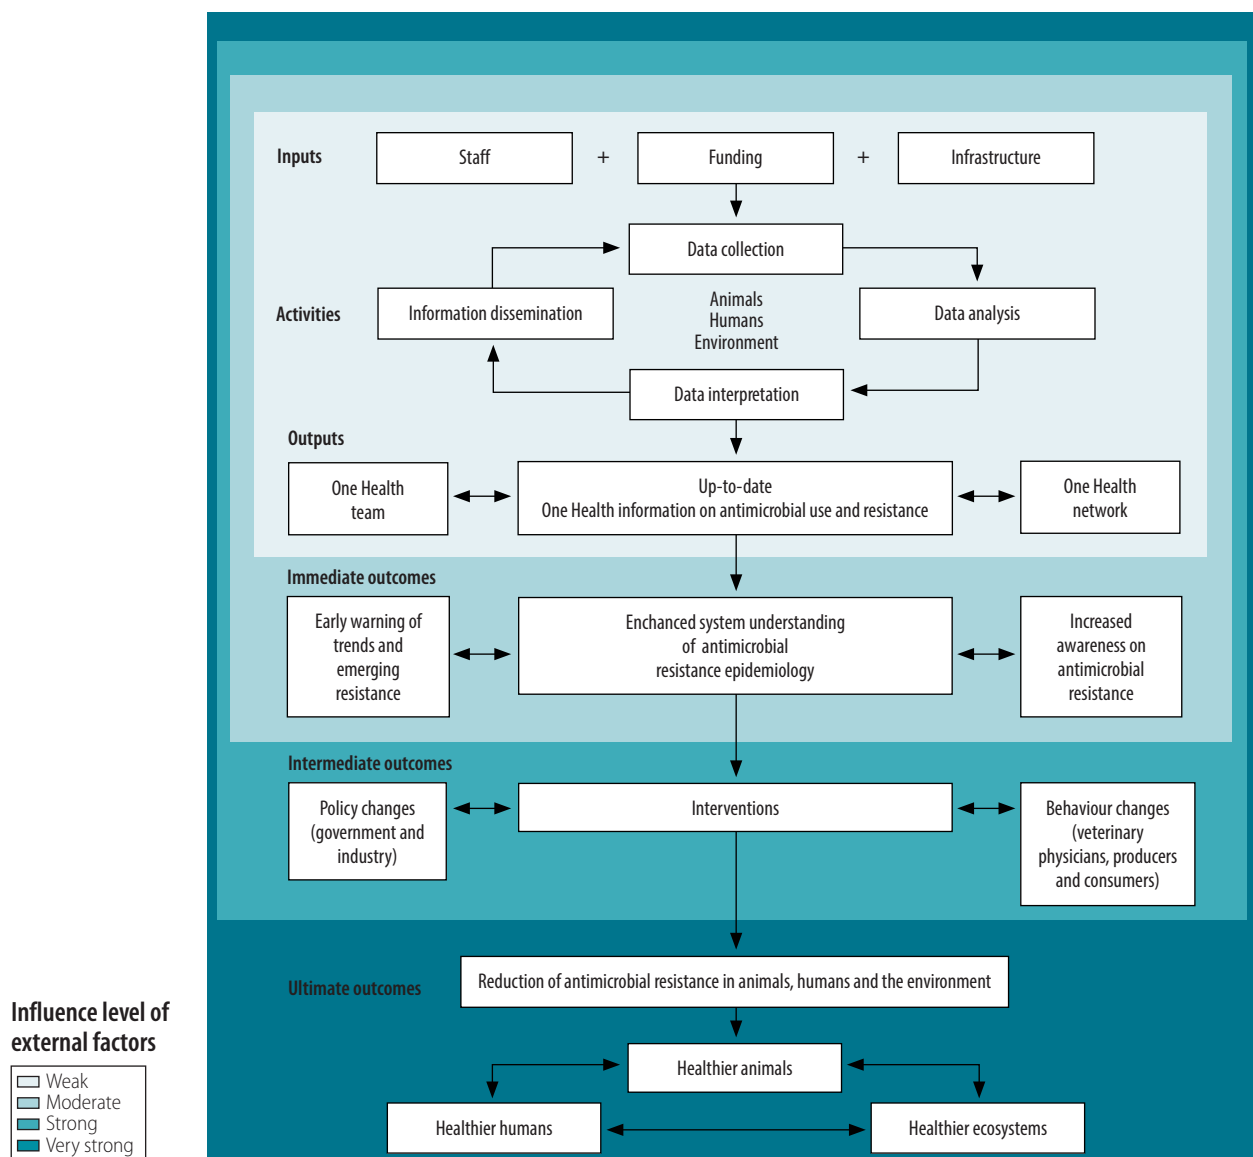 Inputs
Staff
+
Funding
+
Infrastructure
Data collection
Activities
Information dissemination
Animals
Humans
Environment
Data analysis
Data interpretation
Outputs
One Health
team
Up-to-date
One Health information on antimicrobial use and resistance
One Health
network
Immediate outcomes
Early warning of
trends and
emerging
resistance
Enchanced system understanding
of antimicrobial
resistance epidemiology
Increased
awareness on
antimicrobial
resistance
Intermediate outcomes
Policy changes
(government and
industry)
Interventions
Behaviour changes
(veterinary
physicians, producers
and consumers)
Ultimate outcomes
Reduction of antimicrobial resistance in animals, humans and the environment
Healthier animals
Healthier humans
Healthier ecosystems
Influence level of
external factors
Weak
Moderate
Strong
Very strong